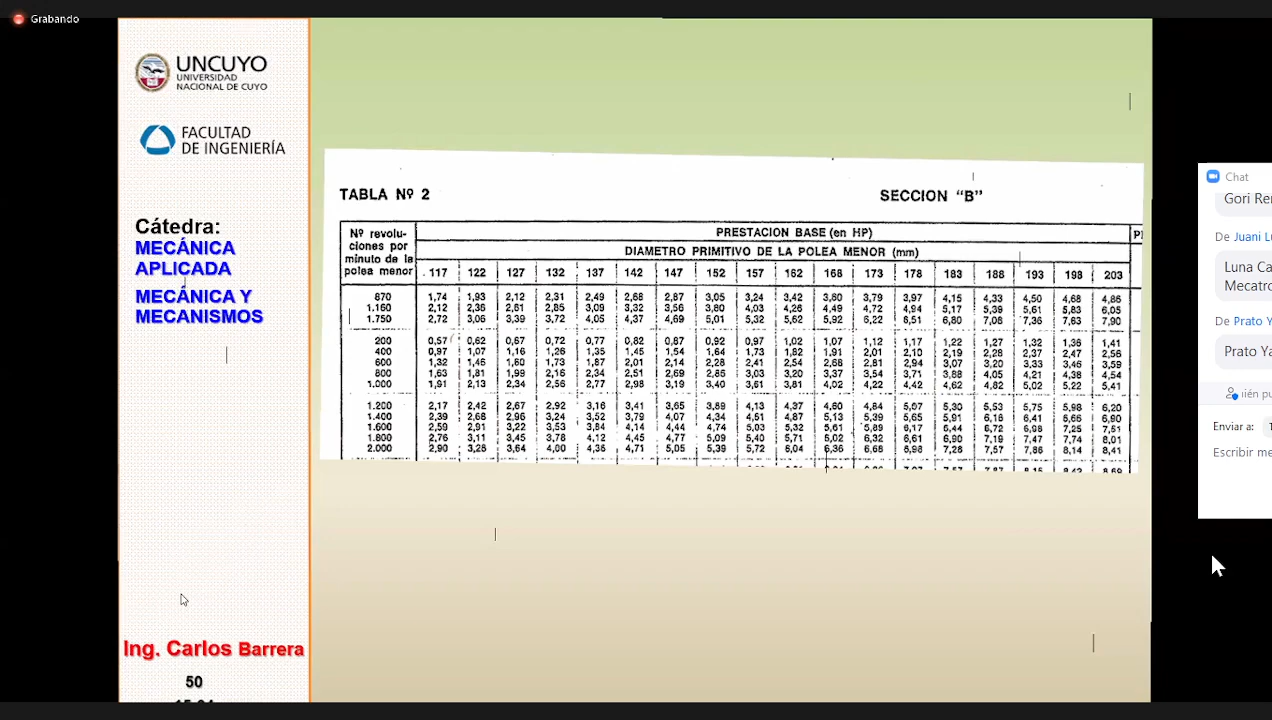 Grabando
UNCUYO
UNIVERSIDAD
NACIONAL DE CUYO
FACULTAD
DE INGENIERÍA
Cátedra:
MECÁNICA
APLICADA
MECÁNICA Y
MECANISMOS
Ing. Carlos Barrera
50
TABLA Nº 2
SECCION "B"
Nº revolu-
ciones por
minuto de la
polea menor
PRESTACION BASE (en HP)
DIAMETRO PRIMITIVO DE LA POLEA MENOR (mm)
117 122 127 132 137 142 147 152 157 162 168 173 178 183 188 193 198 203
870 1,74 1,93 2,12 2,31 2,49 2,68 2,87 3,05 3,24 3,42 3,60 3,79 3,97 4,15 4,33 4,50 4,68 4,86
1.160 2,12 2,36 2,61 2,85 3,09 3,32 3,56 3,80 4,03 4,26 4,49 4,72 4,94 5,17 5,39 5,61 5,83 6,05
1.750 2,72 3,06 3,39 3,72 4,05 4,37 4,69 5,01 5,32 5,62 5,92 6,22 6,51 6,80 7,08 7,36 7,63 7,90
200 0,57 0,62 0,67 0,72 0,77 0,82 0,87 0,92 0,97 1,02 1,07 1,12 1,17 1,22 1,27 1,32 1,36 1,41
400 0,97 1,07 1,16 1,26 1,35 1,45 1,54 1,64 1,73 1,82 1,91 2,01 2,10 2,19 2,28 2,37 2,47 2,56
600 1,32 1,46 1,60 1,73 1,87 2,01 2,14 2,28 2,41 2,54 2,68 2,81 2,94 3,07 3,20 3,33 3,46 3,59
800 1,63 1,81 1,99 2,16 2,34 2,51 2,69 2,86 3,03 3,20 3,37 3,54 3,71 3,88 4,05 4,21 4,38 4,54
1.000 1,91 2,13 2,34 2,56 2,77 2,98 3,19 3,40 3,61 3,81 4,02 4,22 4,42 4,62 4,82 5,02 5,22 5,41
1.200 2,17 2,42 2,67 2,92 3,16 3,41 3,65 3,89 4,13 4,37 4,60 4,84 5,07 5,30 5,53 5,75 5,98 6,20
1.400 2,39 2,68 2,96 3,24 3,52 3,79 4,07 4,34 4,61 4,87 5,13 5,39 5,65 5,91 6,16 6,41 6,66 6,90
1.600 2,59 2,91 3,22 3,53 3,84 4,14 4,44 4,74 5,03 5,32 5,61 5,89 6,17 6,44 6,72 6,98 7,25 7,51
1.800 2,76 3,11 3,45 3,78 4,12 4,45 4,77 5,09 5,40 5,71 6,02 6,32 6,61 6,90 7,19 7,47 7,74 8,01
2.000 2,90 3,28 3,64 4,00 4,36 4,71 5,05 5,39 5,72 6,04 6,36 6,68 6,98 7,28 7,57 7,86 8,14 8,41
Chat
Gori Re
De Juani L
Luna Ca
Mecatr
De Prato Y
Prato Ya
ién pu
Enviar a:
Escribir me